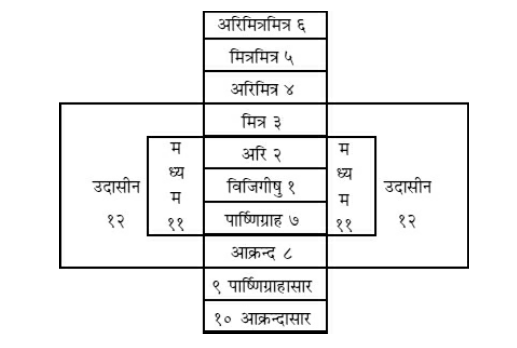 अरिमित्रमित्र ६
मित्रमित्र ५
अरिमित्र ४
मित्र ३
अरि २
विजिगीषु १
पार्ष्णिग्राह ७
आक्रन्द ८
९ पार्ष्णिग्राहासार
१० आक्रन्दासार
उदासीन
१२
म
ध्य
म
११
म
ध्य
म
११
उदासीन
१२